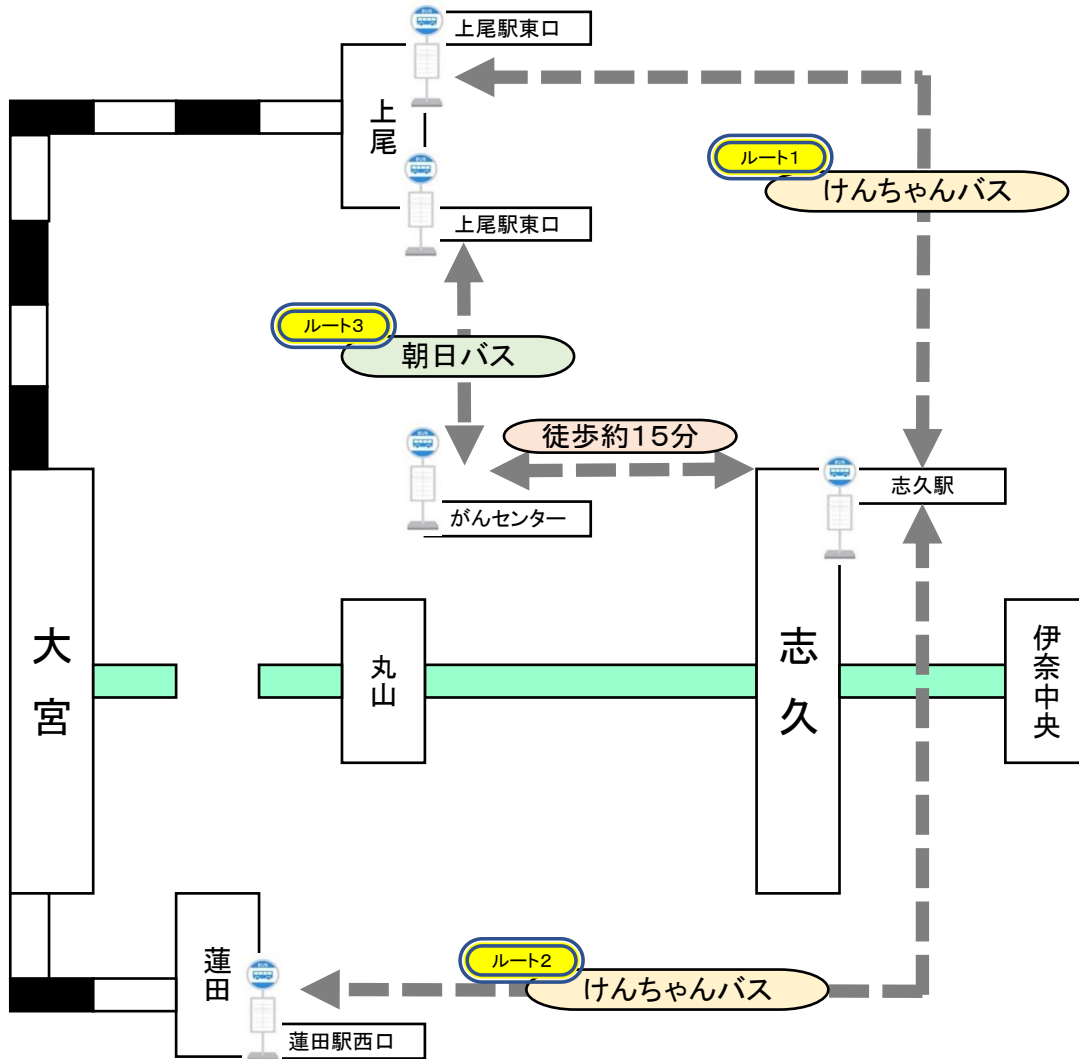 上尾駅東口
上尾
ルート1
けんちゃんバス
上尾駅東口
ルート3
朝日バス
徒歩約15分
志久駅
がんセンター
大宮
丸山
志久
伊奈中央
蓮田
ルート2
けんちゃんバス
蓮田駅西口